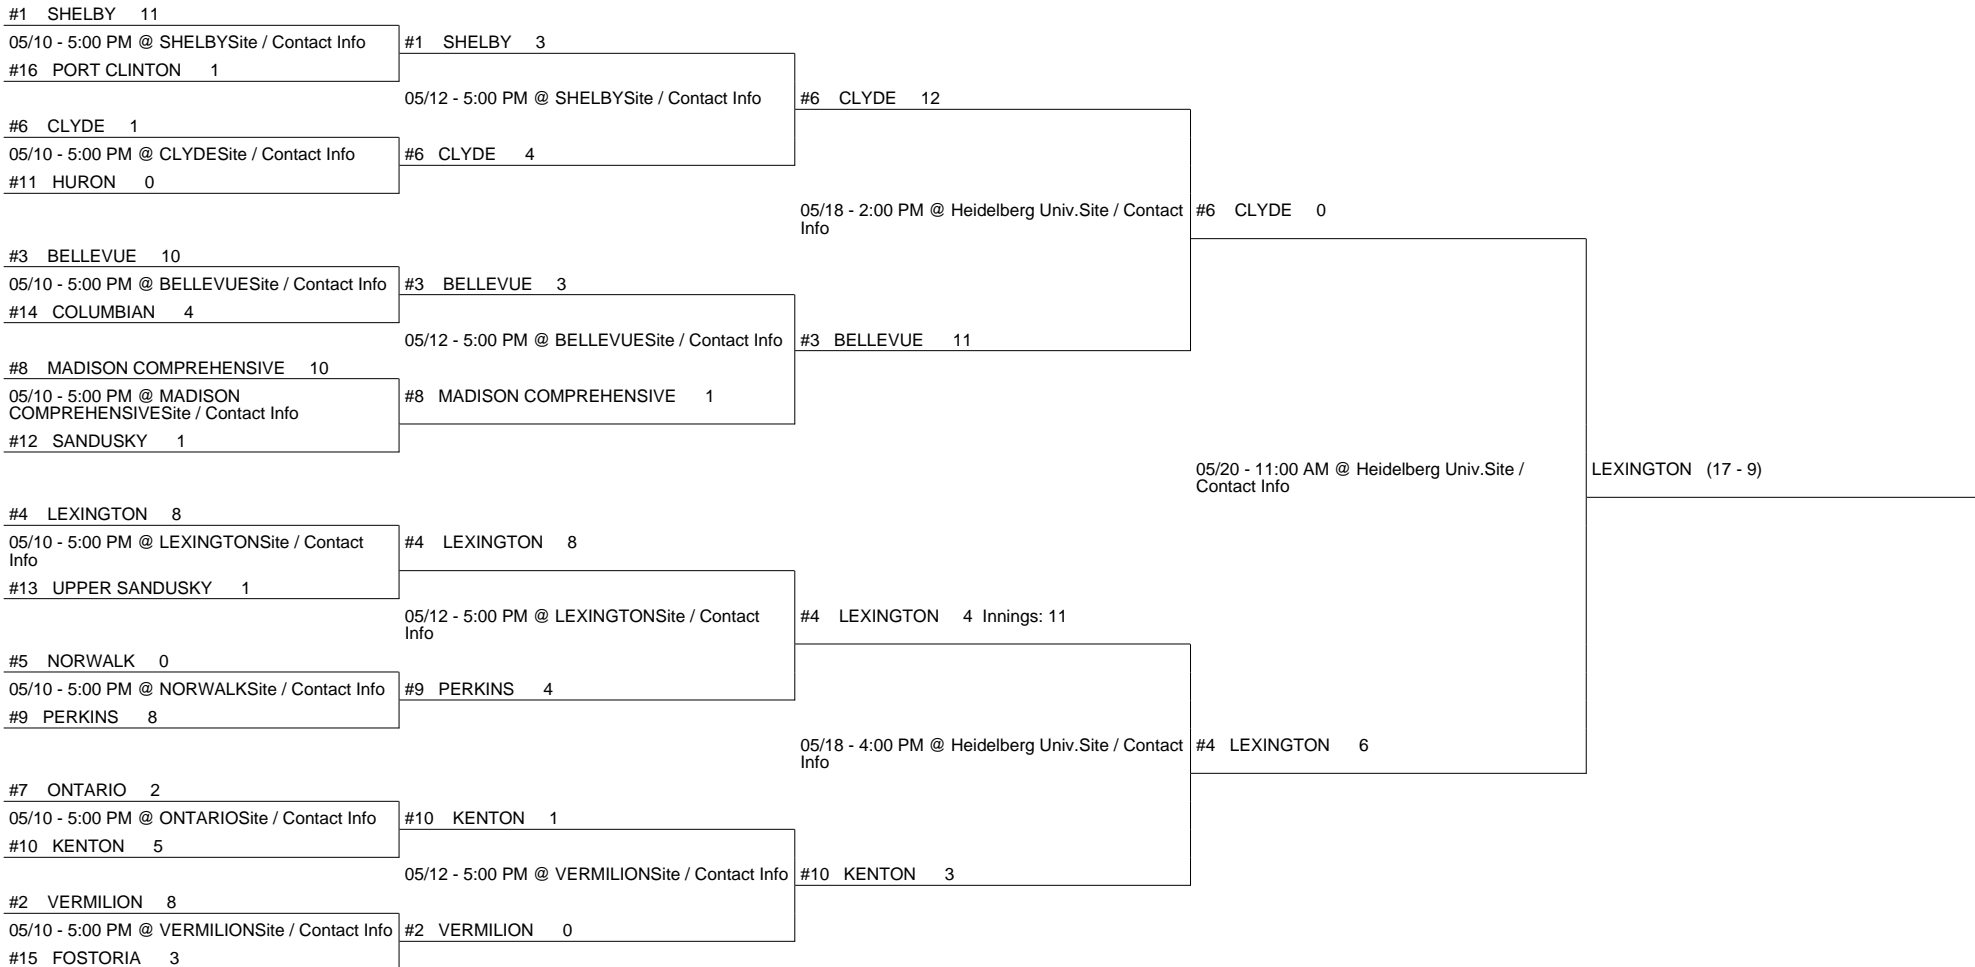 #1 SHELBY 11
05/10 - 5:00 PM @ SHELBYSite / Contact Info
#16 PORT CLINTON 1
#6 CLYDE 1
05/10 - 5:00 PM @ CLYDESite / Contact Info
#11 HURON 0
#3 BELLEVUE 10
05/10 - 5:00 PM @ BELLEVUESite / Contact Info
#14 COLUMBIAN 4
#8 MADISON COMPREHENSIVE 10
05/10 - 5:00 PM @ MADISON
COMPREHENSIVESite / Contact Info
#12 SANDUSKY 1
#4 LEXINGTON 8
05/10 - 5:00 PM @ LEXINGTONSite / Contact
Info
#13 UPPER SANDUSKY 1
#5 NORWALK 0
05/10 - 5:00 PM @ NORWALKSite / Contact Info
#9 PERKINS 8
#7 ONTARIO 2
05/10 - 5:00 PM @ ONTARIOSite / Contact Info
#10 KENTON 5
#2 VERMILION 8
05/10 - 5:00 PM @ VERMILIONSite / Contact Info
#15 FOSTORIA 3
#1 SHELBY 3
05/12 - 5:00 PM @ SHELBYSite / Contact Info
#6 CLYDE 4
#3 BELLEVUE 3
05/12 - 5:00 PM @ BELLEVUESite / Contact Info
#8 MADISON COMPREHENSIVE 1
#4 LEXINGTON 8
05/12 - 5:00 PM @ LEXINGTONSite / Contact
Info
#9 PERKINS 4
#10 KENTON 1
05/12 - 5:00 PM @ VERMILIONSite / Contact Info
#2 VERMILION 0
#6 CLYDE 12
05/18 - 2:00 PM @ Heidelberg Univ.Site / Contact
Info
#3 BELLEVUE 11
#4 LEXINGTON 4 Innings: 11
05/18 - 4:00 PM @ Heidelberg Univ.Site / Contact
Info
#10 KENTON 3
#6 CLYDE 0
05/20 - 11:00 AM @ Heidelberg Univ.Site /
Contact Info
#4 LEXINGTON 6
LEXINGTON (17 - 9)